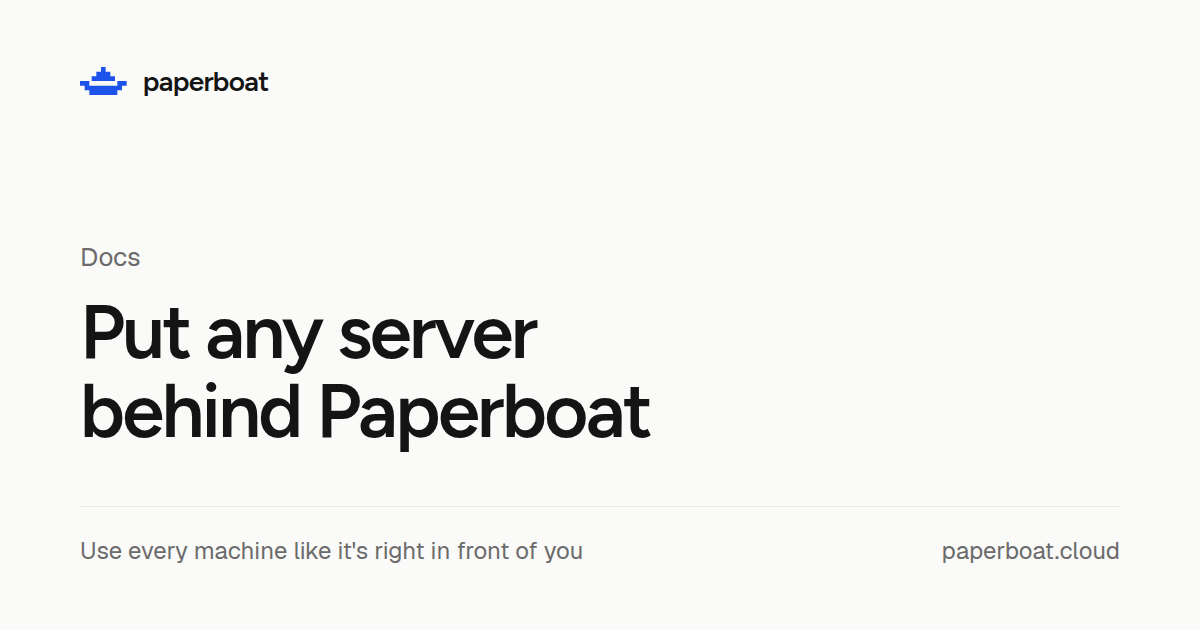 paperboat
Docs
Put any server
behind Paperboat
Use every machine like it's right in front of you
paperboat.cloud